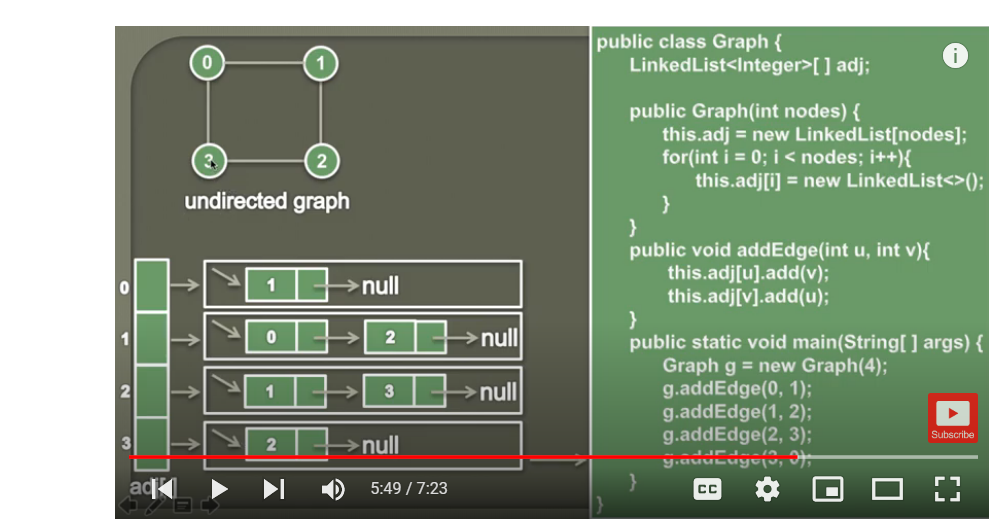 0 1
3 2
undirected graph
0 1 null
1 0 2 null
2 1 3 null
3 2 null
public class Graph {
LinkedList<Integer>[ ] adj;
public Graph(int nodes) {
this.adj = new LinkedList[nodes];
for(int i = 0; i < nodes; i++){
this.adj[i] = new LinkedList<>();
}
}
public void addEdge(int u, int v){
this.adj[u].add(v);
this.adj[v].add(u);
}
public static void main(String[ ] args) {
Graph g = new Graph(4);
g.addEdge(0, 1);
g.addEdge(1, 2);
g.addEdge(2, 3);
g.addEdge(3, 0);
}
}
i
Subscribe
5:49 / 7:23
CC